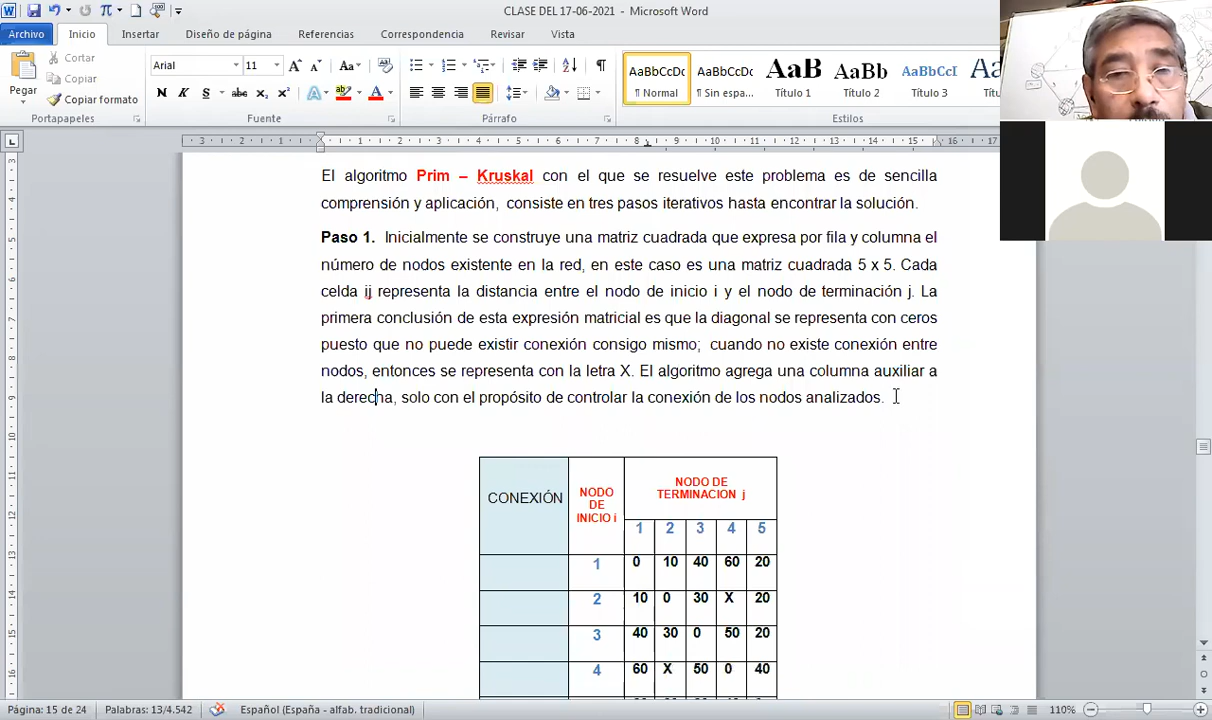 CLASE DEL 17-06-2021 - Microsoft Word
Archivo Inicio Insertar Diseño de página Referencias Correspondencia Revisar Vista
Pegar
Cortar
Copiar
Copiar formato
Portapapeles
Arial 11
N K S abc x₂ x²
Fuente
Párrafo
AaBbCcDc AaBbCcDc AaB AaBbCc AaBbCcI
¶ Normal ¶ Sin espa... Título 1 Título 2 Título 3
Estilos
El algoritmo Prim – Kruskal con el que se resuelve este problema es de sencilla
comprensión y aplicación, consiste en tres pasos iterativos hasta encontrar la solución.
Paso 1. Inicialmente se construye una matriz cuadrada que expresa por fila y columna el
número de nodos existente en la red, en este caso es una matriz cuadrada 5 x 5. Cada
celda ij representa la distancia entre el nodo de inicio i y el nodo de terminación j. La
primera conclusión de esta expresión matricial es que la diagonal se representa con ceros
puesto que no puede existir conexión consigo mismo; cuando no existe conexión entre
nodos, entonces se representa con la letra X. El algoritmo agrega una columna auxiliar a
la derecha, solo con el propósito de controlar la conexión de los nodos analizados.
CONEXIÓN
NODO
DE
INICIO i
NODO DE
TERMINACION j
1 2 3 4 5
1 0 10 40 60 20
2 10 0 30 X 20
3 40 30 0 50 20
4 60 X 50 0 40
Página: 15 de 24 Palabras: 13/4.542 Español (España - alfab. tradicional) 110%